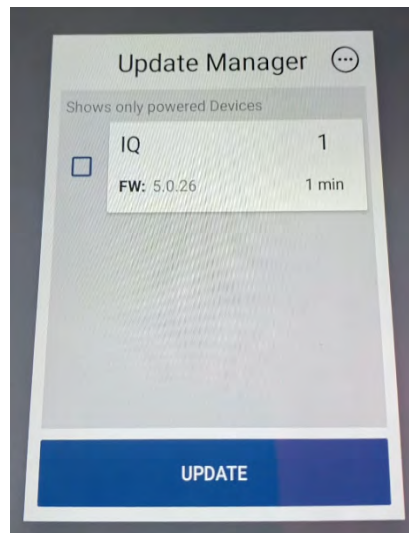 Update Manager
Shows only powered Devices
IQ 1
FW: 5.0.26 1 min
UPDATE